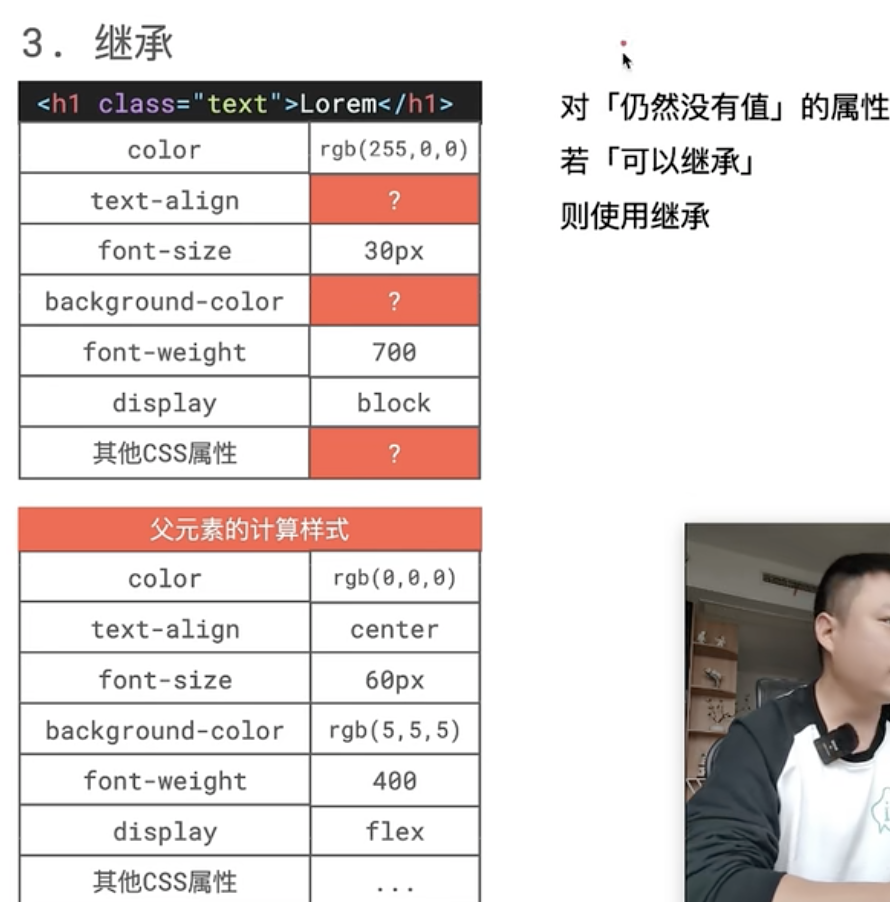 3. 继承
<h1 class="text">Lorem</h1>
color rgb(255,0,0)
text-align ?
font-size 30px
background-color ?
font-weight 700
display block
其他CSS属性 ?
对「仍然没有值」的属性
若「可以继承」
则使用继承
父元素的计算样式
color rgb(0,0,0)
text-align center
font-size 60px
background-color rgb(5,5,5)
font-weight 400
display flex
其他CSS属性 ...